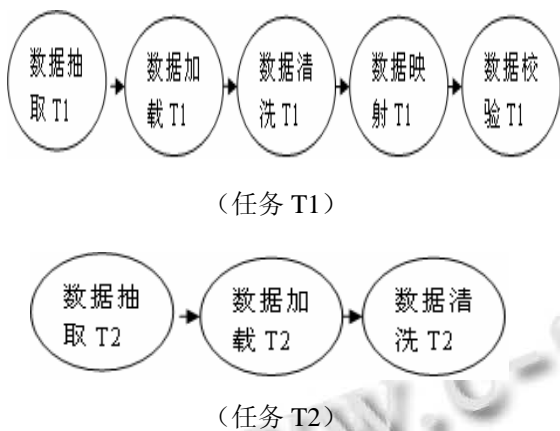 数据抽
取 T1
数据加
载 T1
数据清
洗 T1
数据映
射 T1
数据校
验 T1
（任务 T1）
数据抽
取 T2
数据加
载 T2
数据清
洗 T2
（任务 T2）